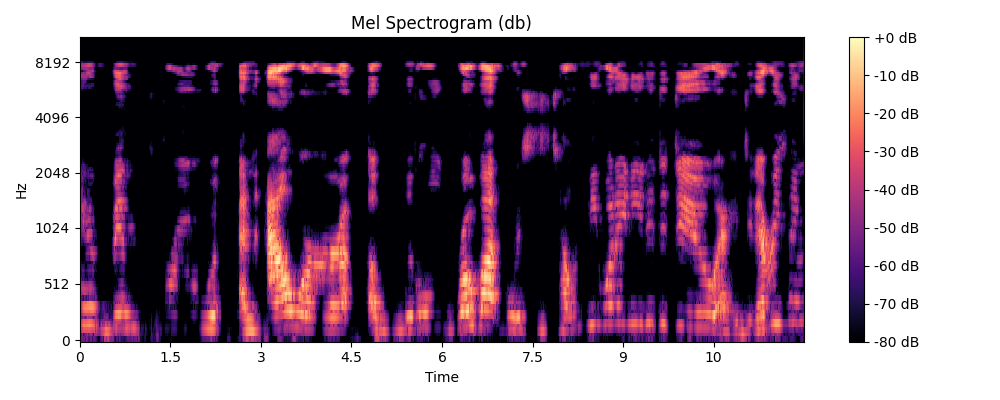 Mel Spectrogram (db)
8192
4096
2048
1024
512
0
Hz
0 1.5 3 4.5 6 7.5 9 10
Time
+0 dB
-10 dB
-20 dB
-30 dB
-40 dB
-50 dB
-60 dB
-70 dB
-80 dB